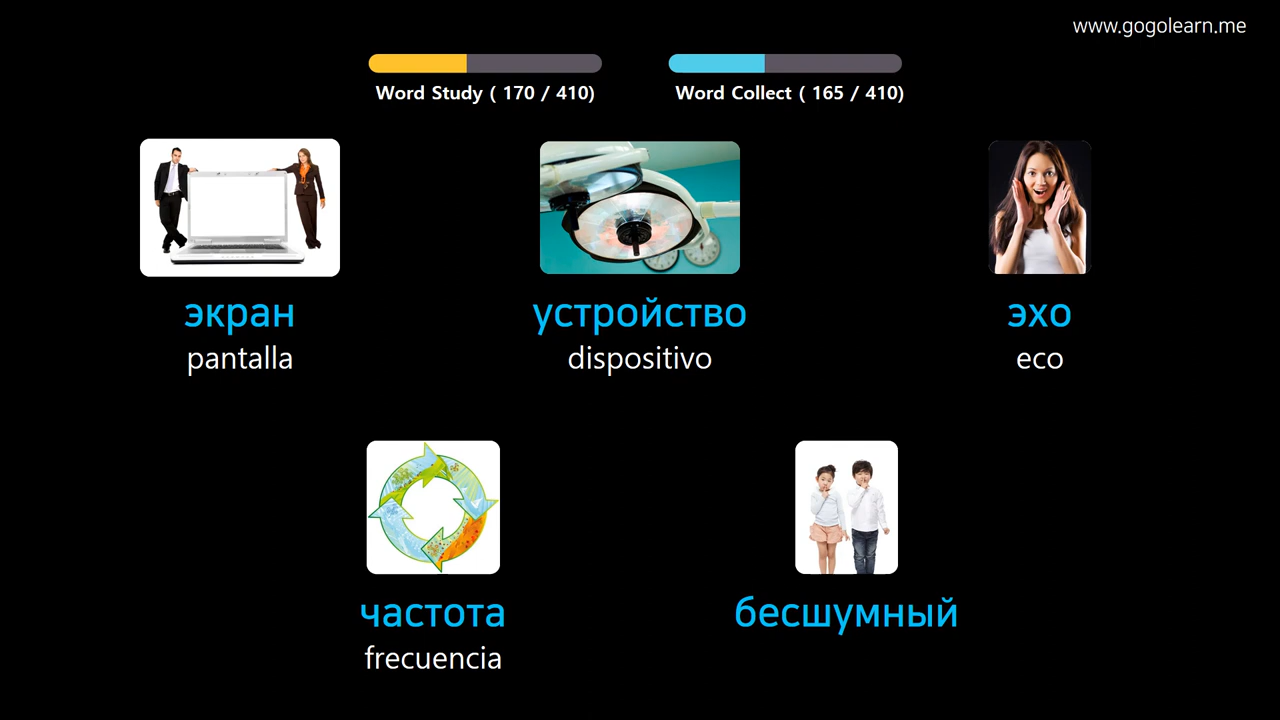 www.gogolearn.me
Word Study ( 170 / 410)
Word Collect ( 165 / 410)
экран
pantalla
устройство
dispositivo
эхо
eco
частота
frecuencia
бесшумный